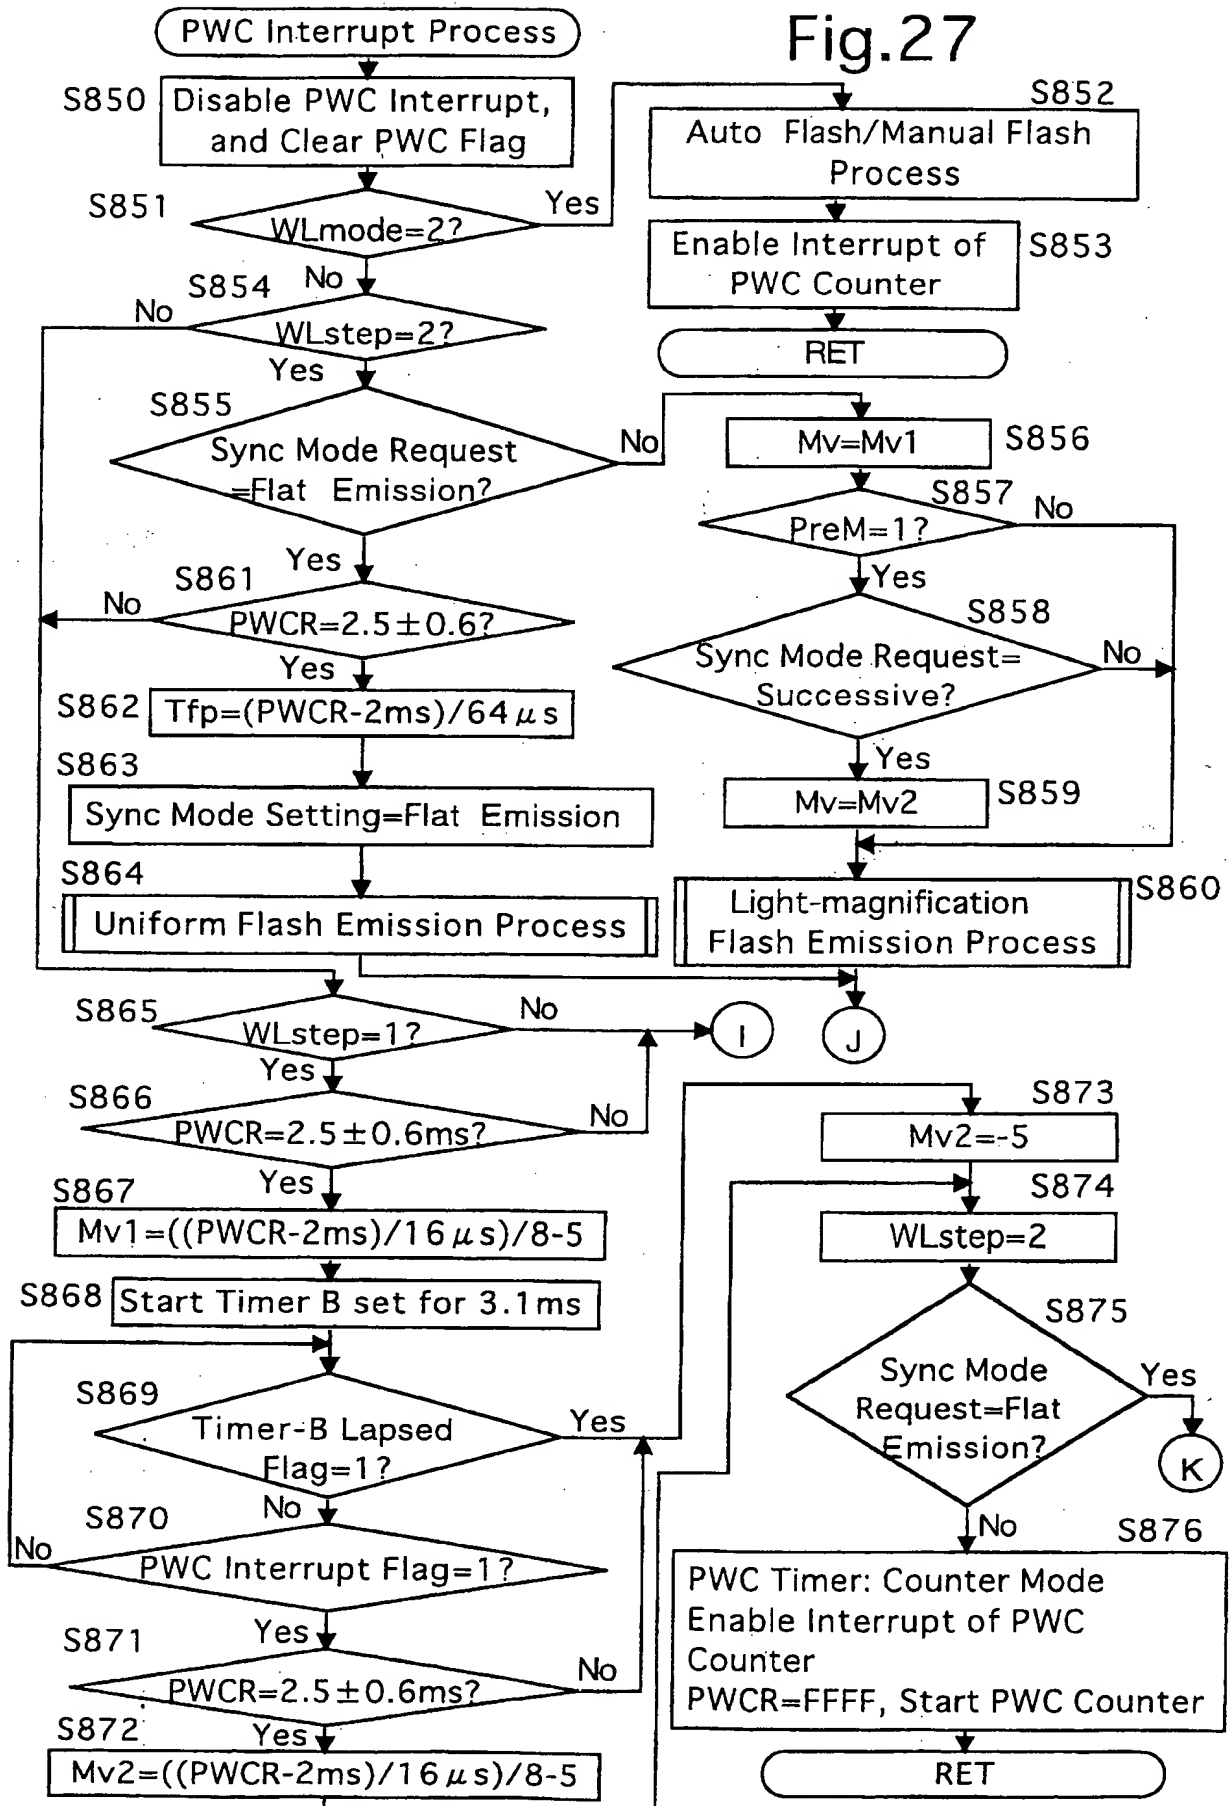 Fig.27
PWC Interrupt Process
S850
Disable PWC Interrupt,
and Clear PWC Flag
S851
WLmode=2?
Yes
No
S852
Auto Flash/Manual Flash
Process
Enable Interrupt of
PWC Counter
S853
RET
S854
No
WLstep=2?
Yes
S855
Sync Mode Request
=Flat Emission?
No
Yes
Mv=Mv1
S856
S857
PreM=1?
No
Yes
S858
Sync Mode Request=
Successive?
No
Yes
Mv=Mv2
S859
Light-magnification
Flash Emission Process
S860
S861
No
PWCR=2.5±0.6?
Yes
S862
Tfp=(PWCR-2ms)/64μs
S863
Sync Mode Setting=Flat Emission
S864
Uniform Flash Emission Process
S865
WLstep=1?
No
Yes
I
J
S866
PWCR=2.5±0.6ms?
No
Yes
S867
Mv1=((PWCR-2ms)/16μs)/8-5
S868
Start Timer B set for 3.1ms
S869
Timer-B Lapsed
Flag=1?
Yes
No
S870
No
PWC Interrupt Flag=1?
Yes
S871
PWCR=2.5±0.6ms?
No
Yes
S872
Mv2=((PWCR-2ms)/16μs)/8-5
S873
Mv2=-5
S874
WLstep=2
S875
Sync Mode
Request=Flat
Emission?
Yes
K
No
S876
PWC Timer: Counter Mode
Enable Interrupt of PWC
Counter
PWCR=FFFF, Start PWC Counter
RET